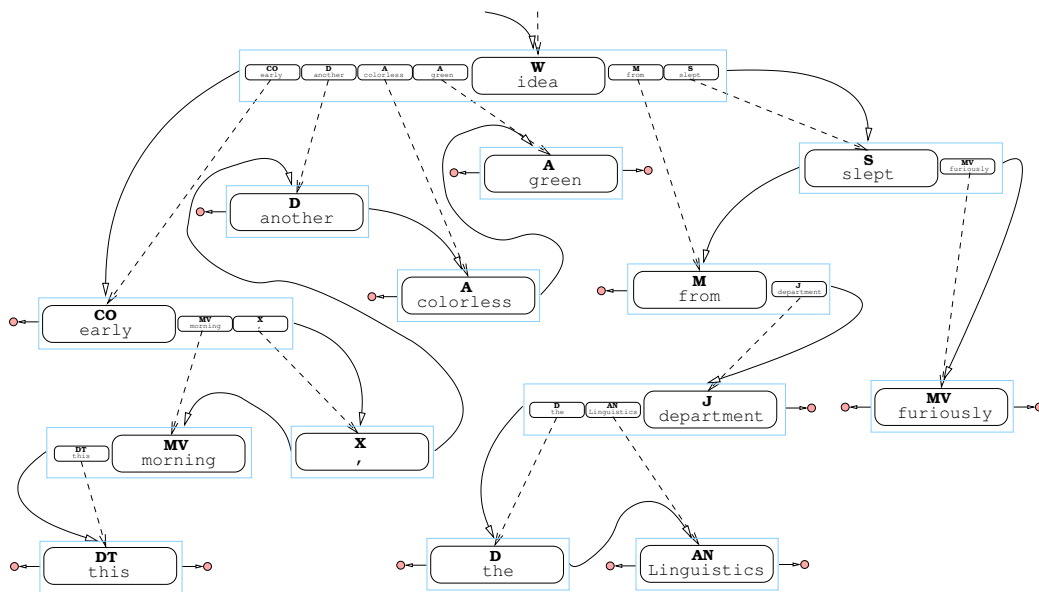 W
idea
CO D A A M S
early another colorless green from slept
A
green
S
slept
MV
furiously
D
another
A
colorless
M
from
J
department
CO
early
MV X
morning ,
D AN
the Linguistics
J
department
MV
furiously
DT
this
MV
morning
X
,
DT
this
D
the
AN
Linguistics